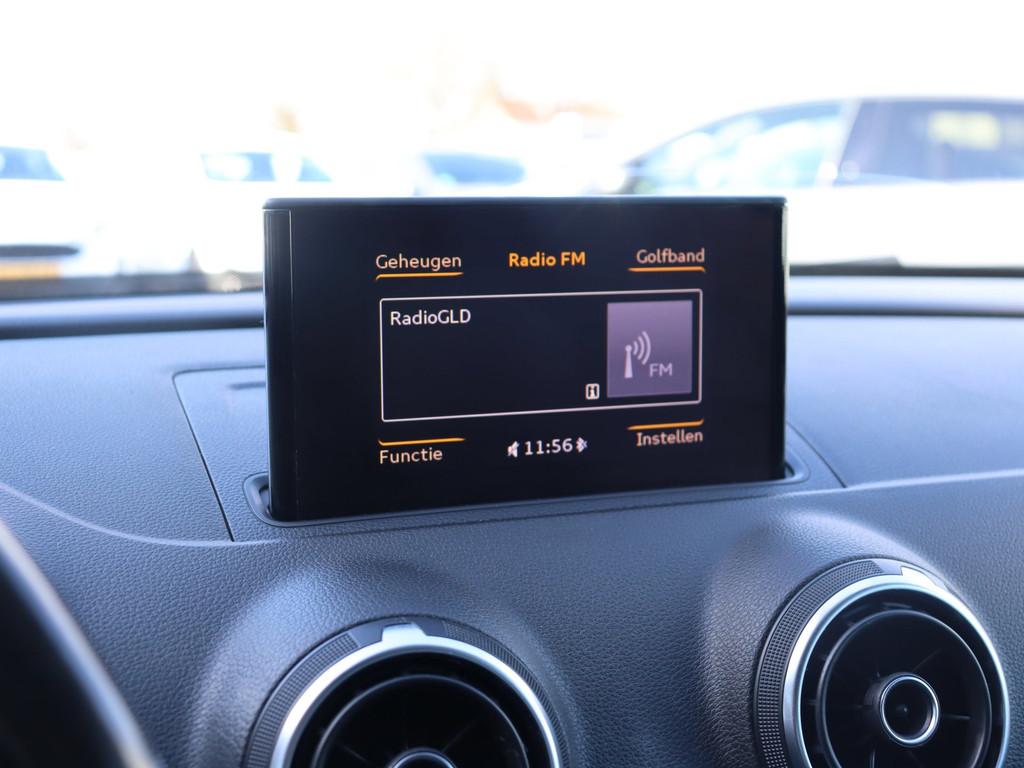 Geheugen Radio FM Golfband
RadioGLD
FM
Functie 11:56 Instellen